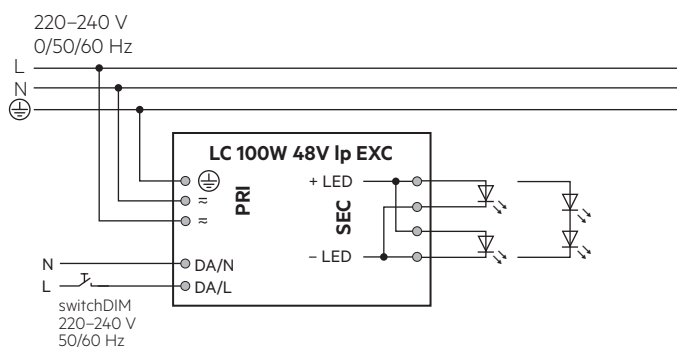 220–240 V
0/50/60 Hz
L
N
LC 100W 48V lp EXC
PRI
≈
≈
+ LED
SEC
– LED
N
DA/N
L
DA/L
switchDIM
220–240 V
50/60 Hz